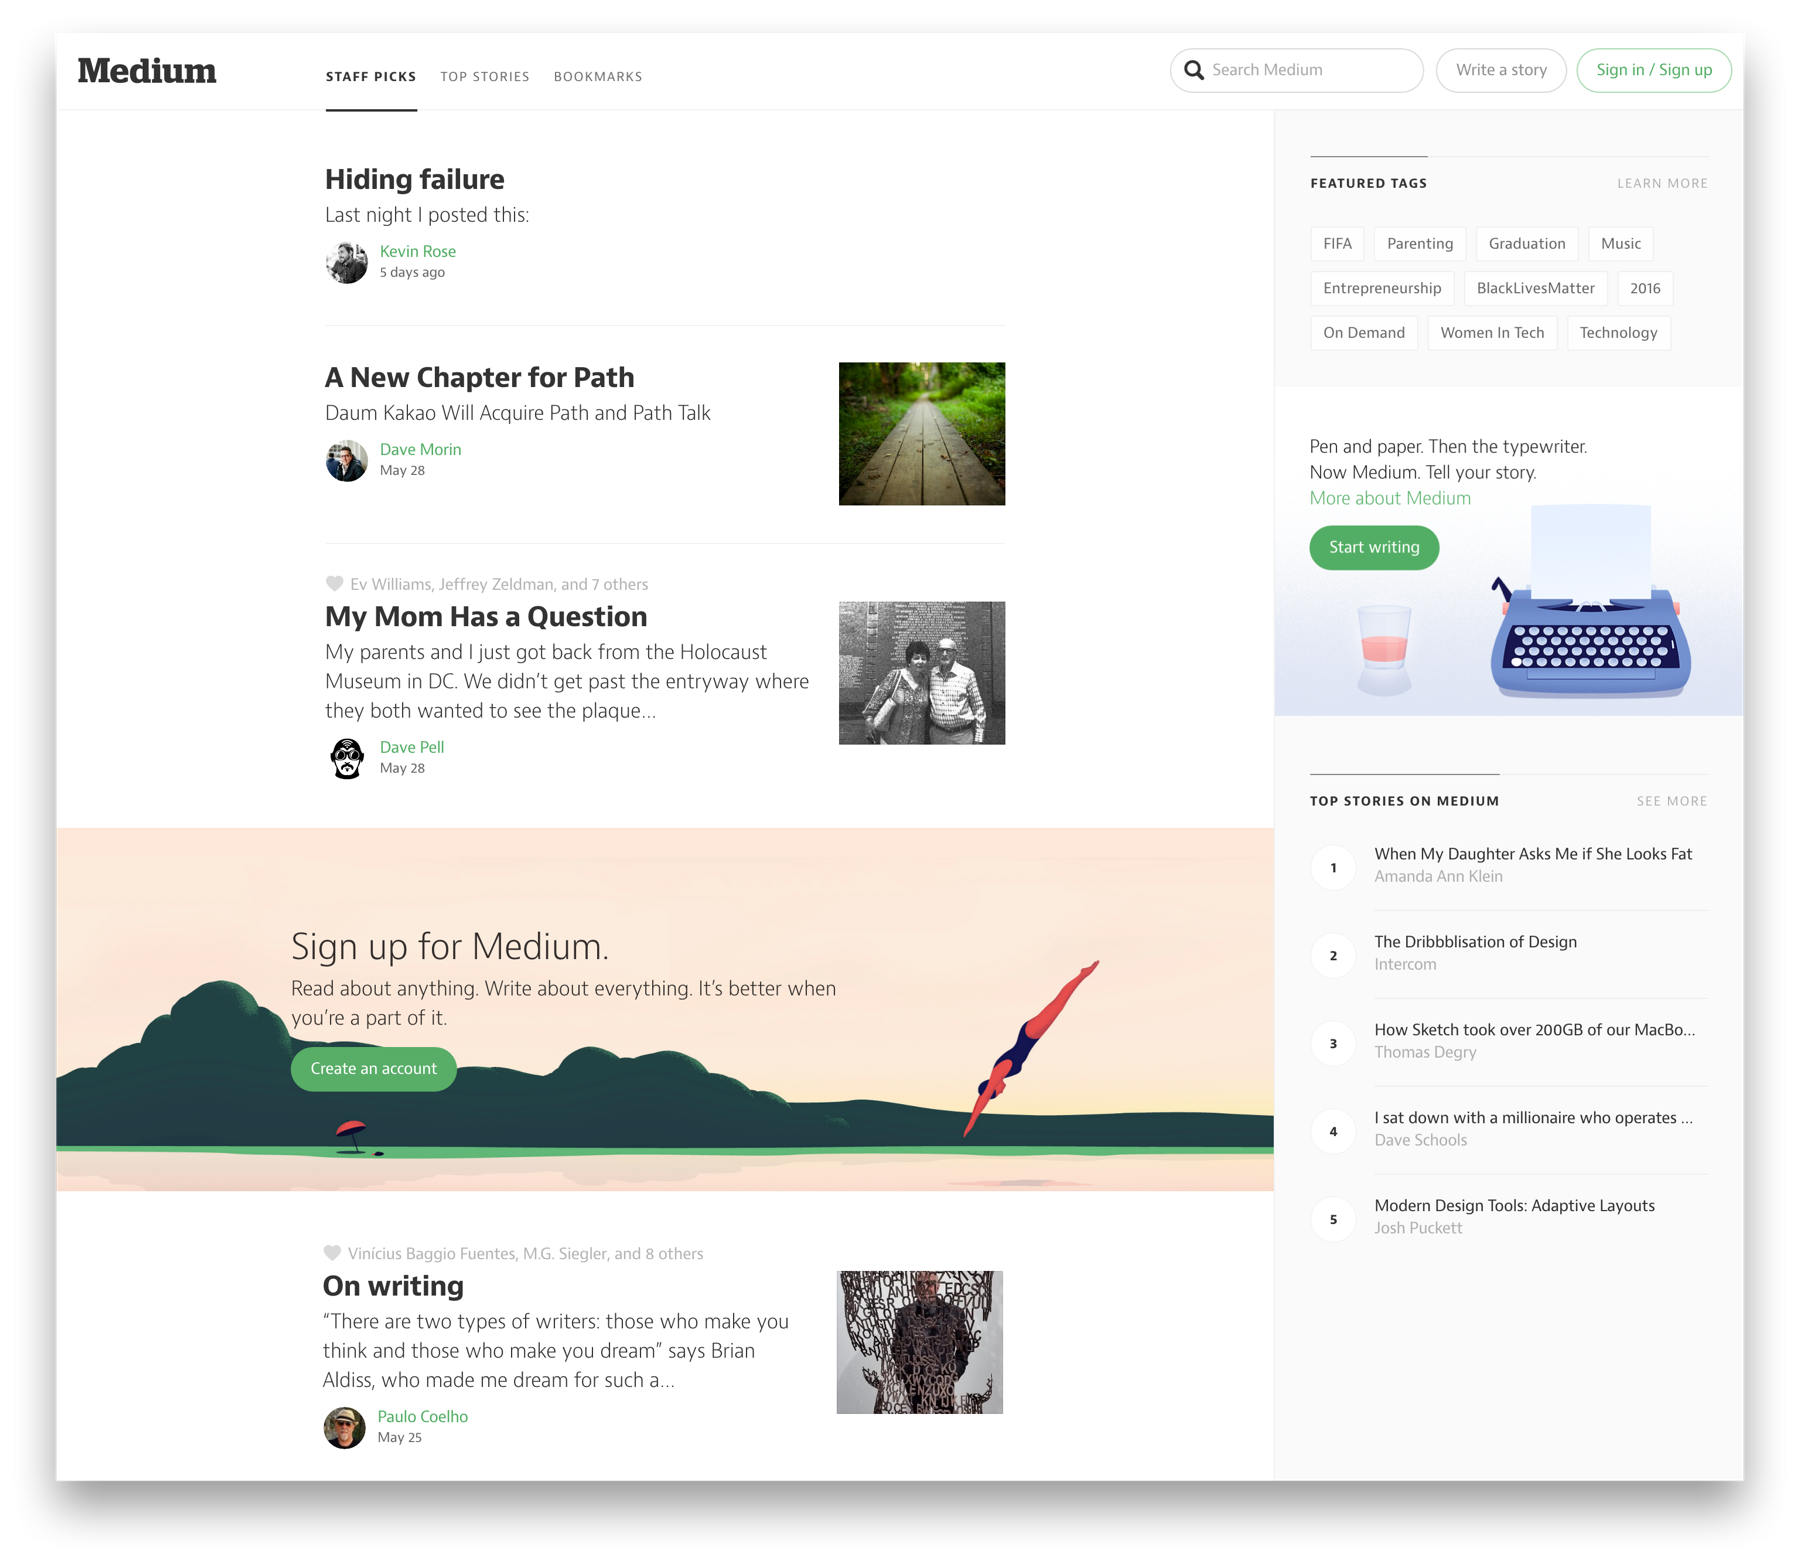 Medium
STAFF PICKS
TOP STORIES
BOOKMARKS
Search Medium
Write a story
Sign in / Sign up
Hiding failure
Last night I posted this:
Kevin Rose
5 days ago
A New Chapter for Path
Daum Kakao Will Acquire Path and Path Talk
Dave Morin
May 28
Ev Williams, Jeffrey Zeldman, and 7 others
My Mom Has a Question
My parents and I just got back from the Holocaust
Museum in DC. We didn’t get past the entryway where
they both wanted to see the plaque…
Dave Pell
May 28
Sign up for Medium.
Read about anything. Write about everything. It’s better when
you’re a part of it.
Create an account
Vinícius Baggio Fuentes, M.G. Siegler, and 8 others
On writing
“There are two types of writers: those who make you
think and those who make you dream” says Brian
Aldiss, who made me dream for such a…
Paulo Coelho
May 25
FEATURED TAGS
LEARN MORE
FIFA
Parenting
Graduation
Music
Entrepreneurship
BlackLivesMatter
2016
On Demand
Women In Tech
Technology
Pen and paper. Then the typewriter.
Now Medium. Tell your story.
More about Medium
Start writing
TOP STORIES ON MEDIUM
SEE MORE
1
When My Daughter Asks Me if She Looks Fat
Amanda Ann Klein
2
The Dribbblisation of Design
Intercom
3
How Sketch took over 200GB of our MacBo…
Thomas Degry
4
I sat down with a millionaire who operates …
Dave Schools
5
Modern Design Tools: Adaptive Layouts
Josh Puckett